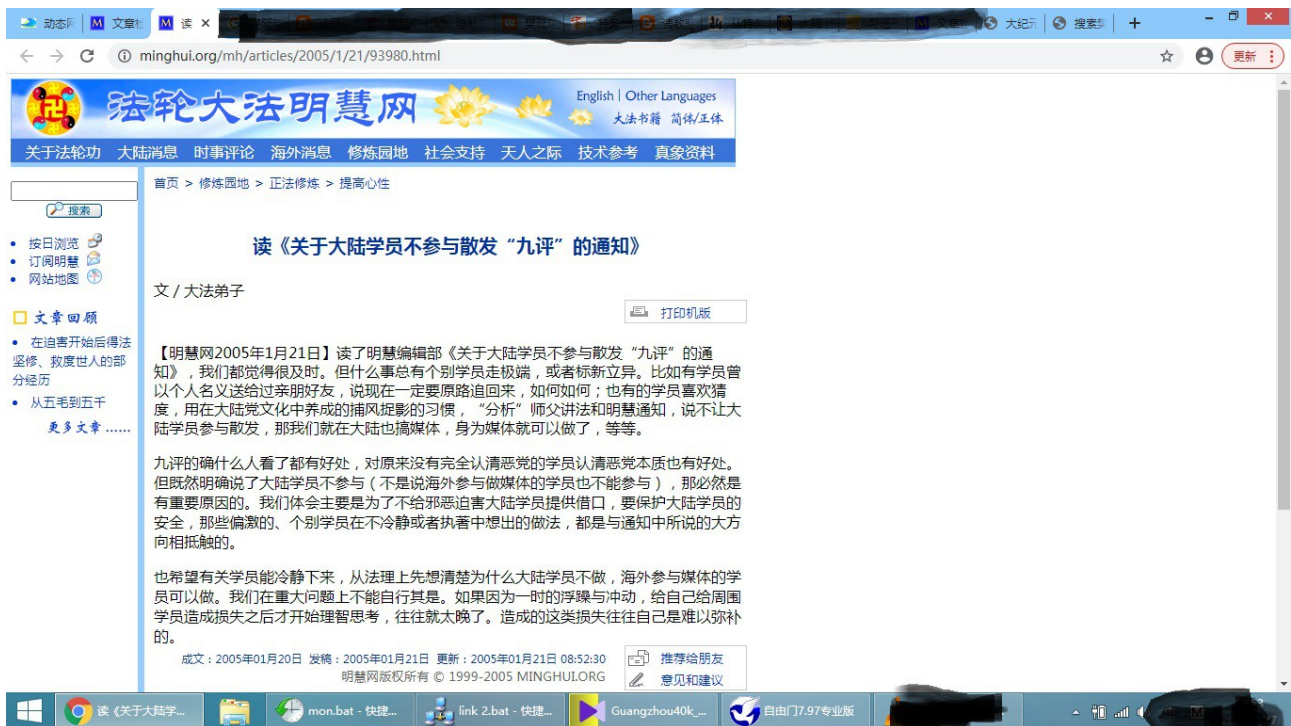 动态网
文章
读
大纪元
搜索
minghui.org/mh/articles/2005/1/21/93980.html
更新
法轮大法明慧网
English | Other Languages
大法书籍 简体/正体
关于法轮功 大陆消息 时事评论 海外消息 修炼园地 社会支持 天人之际 技术参考 真象资料
首页 > 修炼园地 > 正法修炼 > 提高心性
搜索
• 按日浏览
• 订阅明慧
• 网站地图
文章回顾
• 在迫害开始后得法
坚修、救度世人的部
分经历
• 从五毛到五千
更多文章 ......
读《关于大陆学员不参与散发“九评”的通知》
文 / 大法弟子
打印机版
【明慧网2005年1月21日】读了明慧编辑部《关于大陆学员不参与散发“九评”的通
知》，我们都觉得很及时。但什么事总有个别学员走极端，或者标新立异。比如有学员曾
以个人名义送给过亲朋好友，说现在一定要原路追回来，如何如何；也有的学员喜欢猜
度，用在大陆党文化中养成的捕风捉影的习惯，“分析”师父讲法和明慧通知，说不让大
陆学员参与散发，那我们就在大陆也搞媒体，身为媒体就可以做了，等等。
九评的确什么人看了都有好处，对原来没有完全认清恶党的学员认清恶党本质也有好处。
但既然明确说了大陆学员不参与（不是说海外参与做媒体的学员也不能参与），那必然是
有重要原因的。我们体会主要是为了不给邪恶迫害大陆学员提供借口，要保护大陆学员的
安全，那些偏激的、个别学员在不冷静或者执著中想出的做法，都是与通知中所说的大方
向相抵触的。
也希望有关学员能冷静下来，从法理上先想清楚为什么大陆学员不做，海外参与媒体的学
员可以做。我们在重大问题上不能自行其是。如果因为一时的浮躁与冲动，给自己给周围
学员造成损失之后才开始理智思考，往往就太晚了。造成的这类损失往往自己是难以弥补
的。
成文：2005年01月20日 发稿：2005年01月21日 更新：2005年01月21日 08:52:30
明慧网版权所有 © 1999-2005 MINGHUI.ORG
推荐给朋友
意见和建议
读《关于大陆学...
mon.bat - 快捷...
link 2.bat - 快捷...
Guangzhou40k_...
自由门7.97专业版